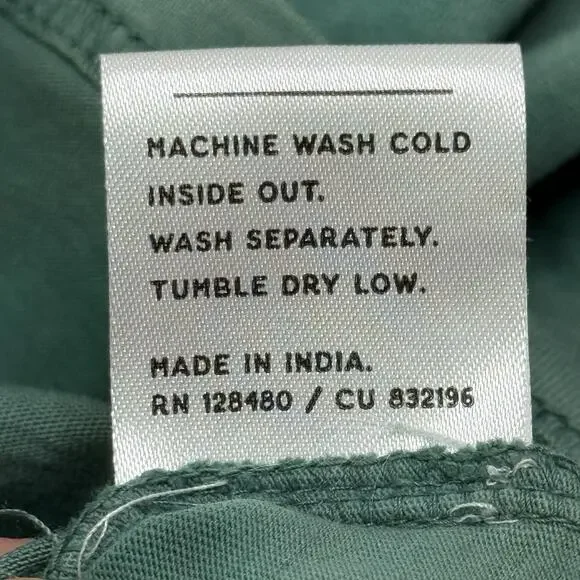 MACHINE WASH COLD
INSIDE OUT.
WASH SEPARATELY.
TUMBLE DRY LOW.
MADE IN INDIA.
RN 128480 / CU 832196